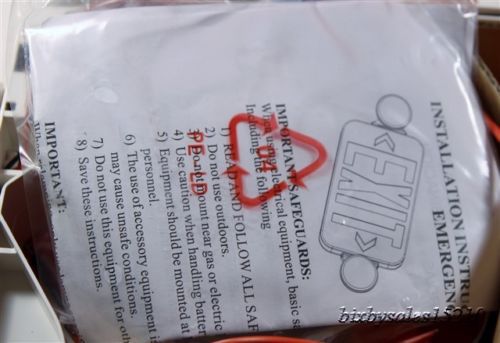 INSTALLATION INSTRU
EMERGEN
EXIT
IMPORTANT SAFEGUARDS:
When using electrical equipment, basic sa
Including the following
1) READ AND FOLLOW ALL SAF
2) Do not use outdoors.
3) Do not mount near gas or electric
4) Use caution when handling batter
5) Equipment should be mounted at
personnel.
6) The use of accessory equipment
may cause unsafe conditions.
7) Do not use this equipment for othe
8) Save these instructions.
IMPORTANT:
PE-LD
bixbysales15210